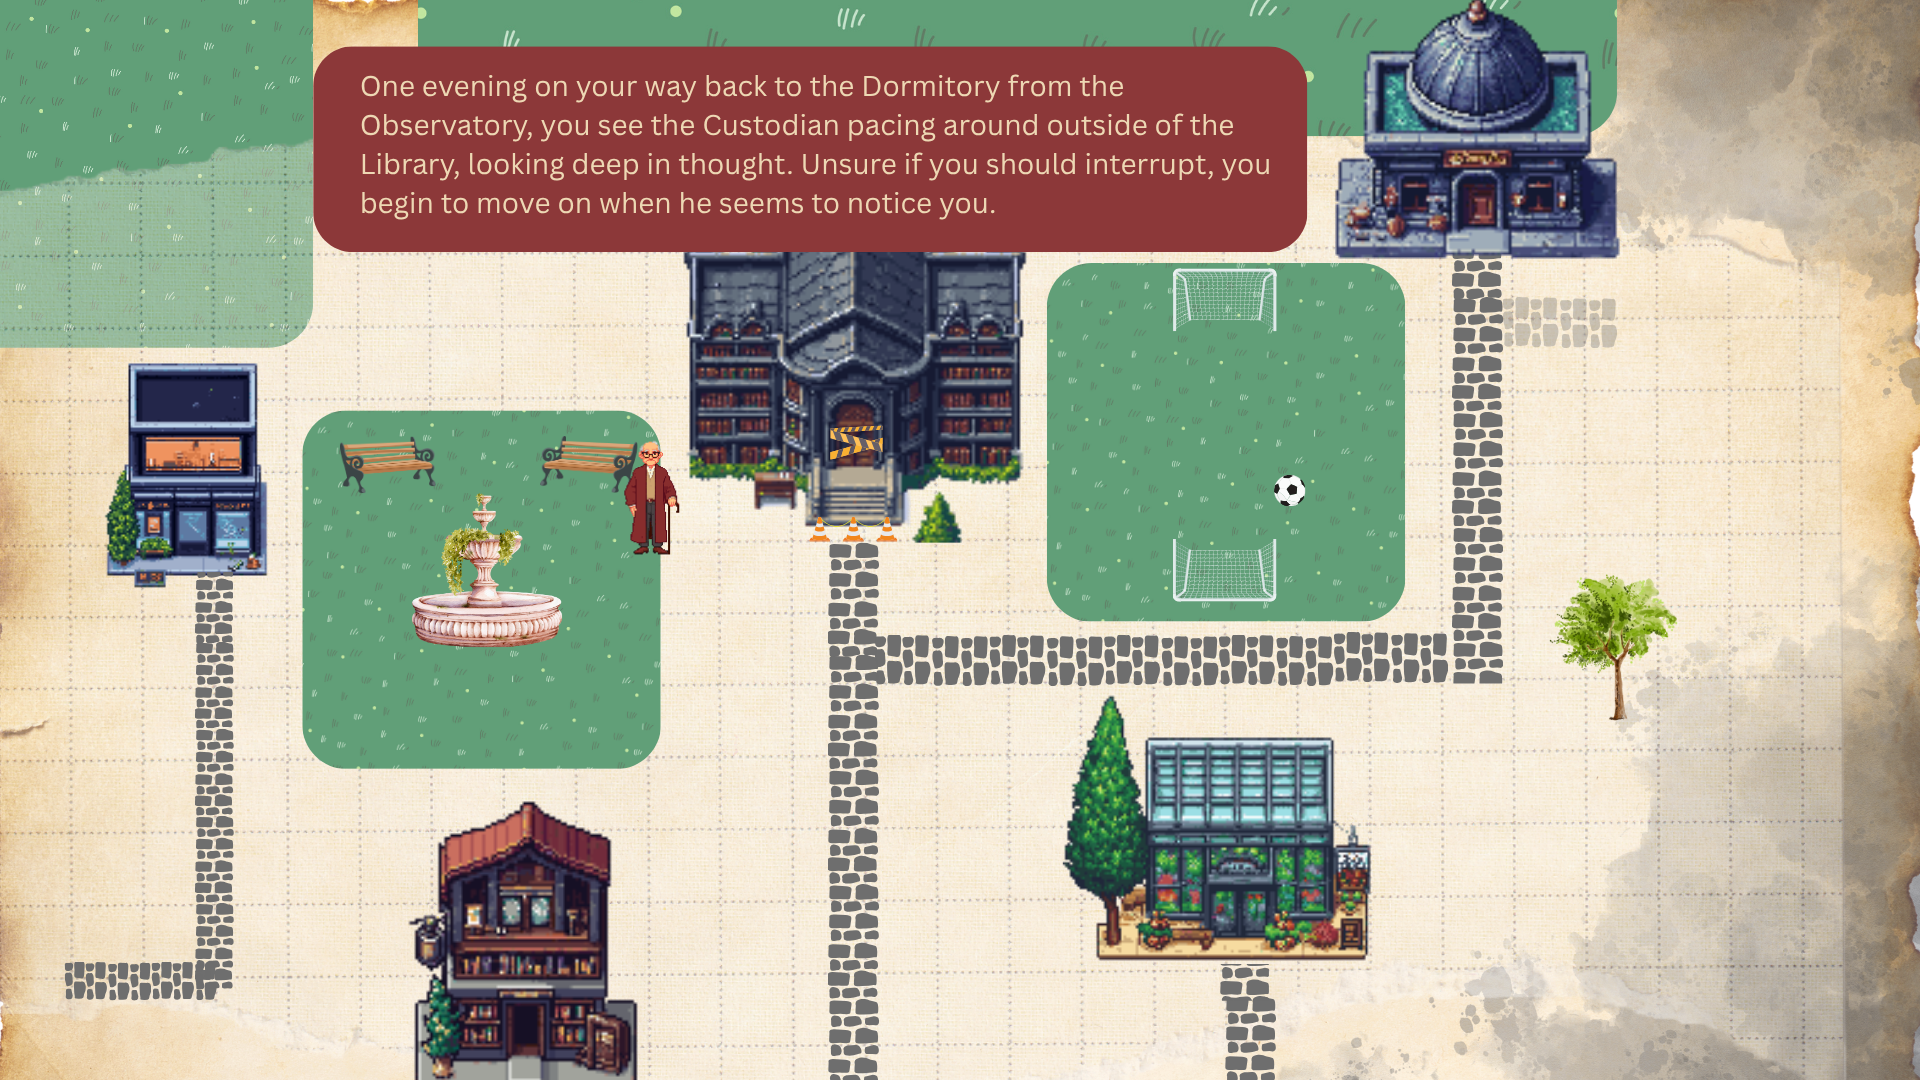 One evening on your way back to the Dormitory from the
Observatory, you see the Custodian pacing around outside of the
Library, looking deep in thought. Unsure if you should interrupt, you
begin to move on when he seems to notice you.